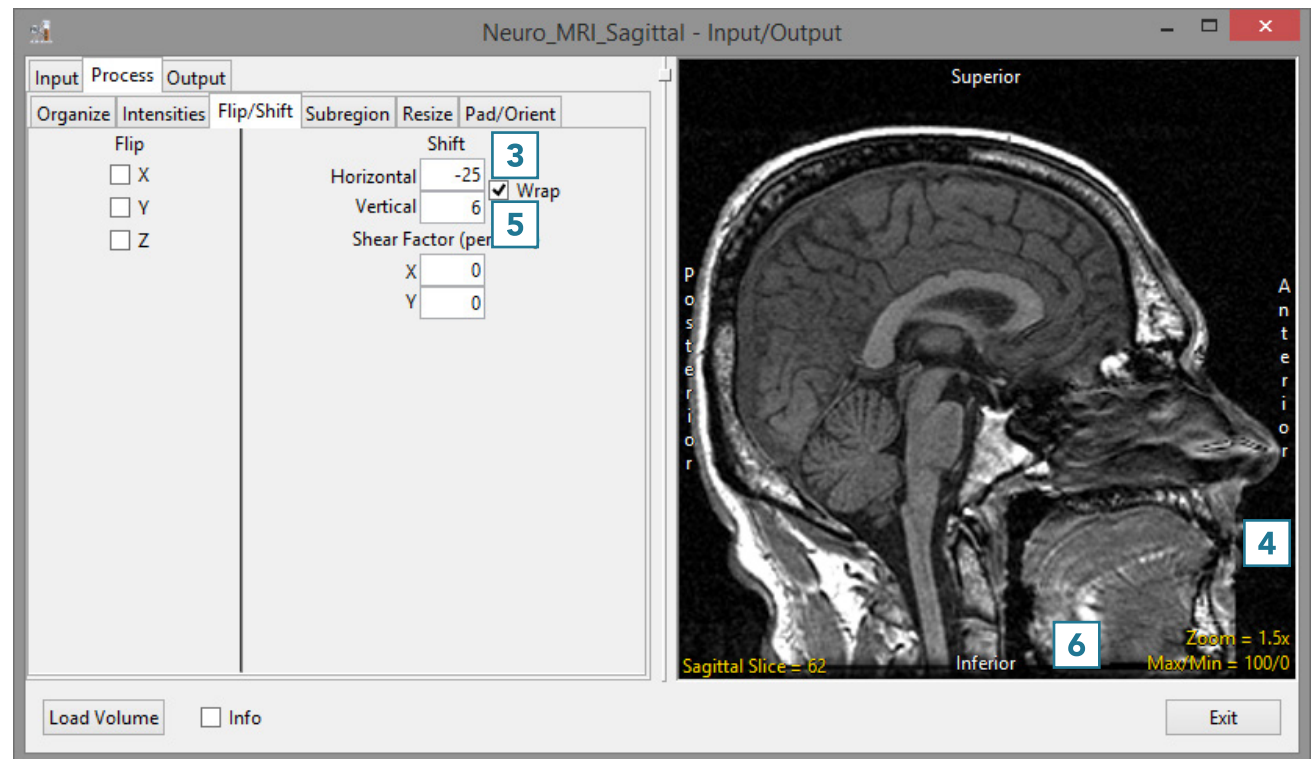 Neuro_MRI_Sagittal - Input/Output
Input Process Output
Organize Intensities Flip/Shift Subregion Resize Pad/Orient
Flip
X
Y
Z
Shift
3
Horizontal -25
Wrap
Vertical 6
5
Shear Factor (per
X 0
Y 0
Superior
Posterior
Anterior
4
6
Zoom = 1.5x
Sagittal Slice = 62
Inferior
Max/Min = 100/0
Load Volume
Info
Exit